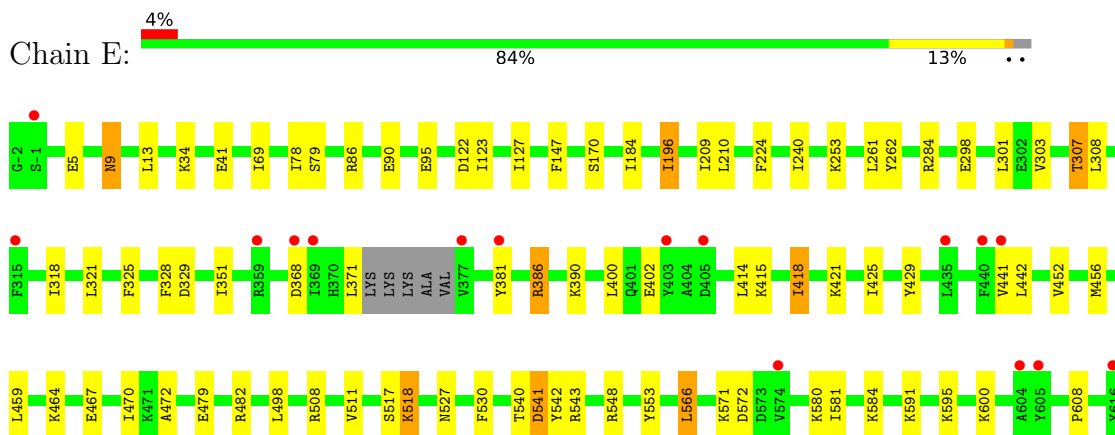 4%
Chain E:
84% 13% • •
G-2 S-1 E5 N9 L13 K34 E41 I69 I78 S79 R86 E90 E95 D122 I123 I127 F147 S170 I184 I196 I209 L210 F224 I240 K253 L261 Y262 R284 E298 L301 E302 V303 T307 L308
F315 I318 L321 F325 F328 D329 I351 R359 D368 I369 H370 L371 LYS LYS LYS ALA VAL V377 Y381 R386 K390 L400 Q401 E402 Y403 A404 D405 L414 K415 I418 K421 I425 Y429 L435 F440 V441 L442 V452 M456
L459 K464 E467 I470 K471 A472 E479 R482 L498 R508 V511 S517 K518 N527 F530 T540 D541 Y542 R543 R548 Y553 L566 K571 D572 D573 V574 K580 I581 K584 K591 K595 K600 A604 Y605 P608 K616